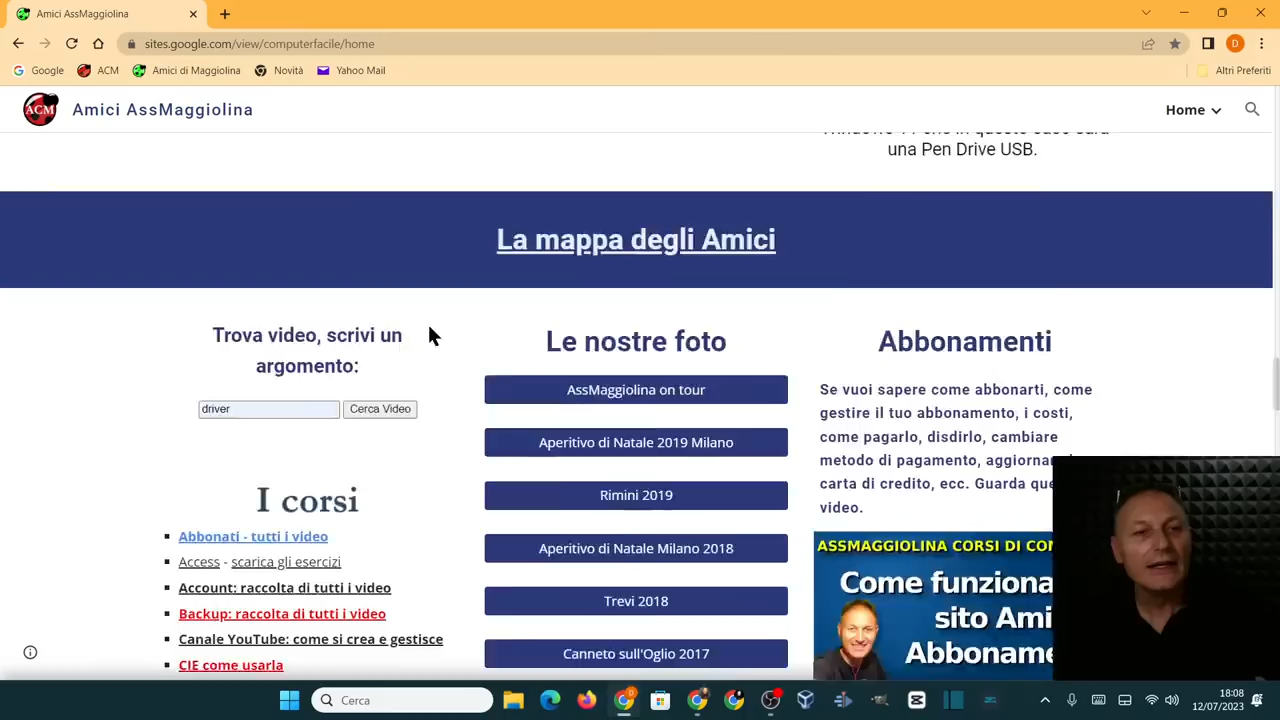 Amici AssMaggiolina
sites.google.com/view/computerfacile/home
Google
ACM
Amici di Maggiolina
Novità
Yahoo Mail
Altri Preferiti
ACM
Amici AssMaggiolina
Home
una Pen Drive USB.
La mappa degli Amici
Trova video, scrivi un
argomento:
driver
Cerca Video
I corsi
Abbonati - tutti i video
Access - scarica gli esercizi
Account: raccolta di tutti i video
Backup: raccolta di tutti i video
Canale YouTube: come si crea e gestisce
CIE come usarla
Le nostre foto
AssMaggiolina on tour
Aperitivo di Natale 2019 Milano
Rimini 2019
Aperitivo di Natale Milano 2018
Trevi 2018
Canneto sull'Oglio 2017
Abbonamenti
Se vuoi sapere come abbonarti, come
gestire il tuo abbonamento, i costi,
come pagarlo, disdirlo, cambiare
metodo di pagamento, aggiornar
carta di credito, ecc. Guarda que
video.
ASSMAGGIOLINA CORSI DI CO
Come funziona
sito Ami
Abboname
Cerca
18:08
12/07/2023